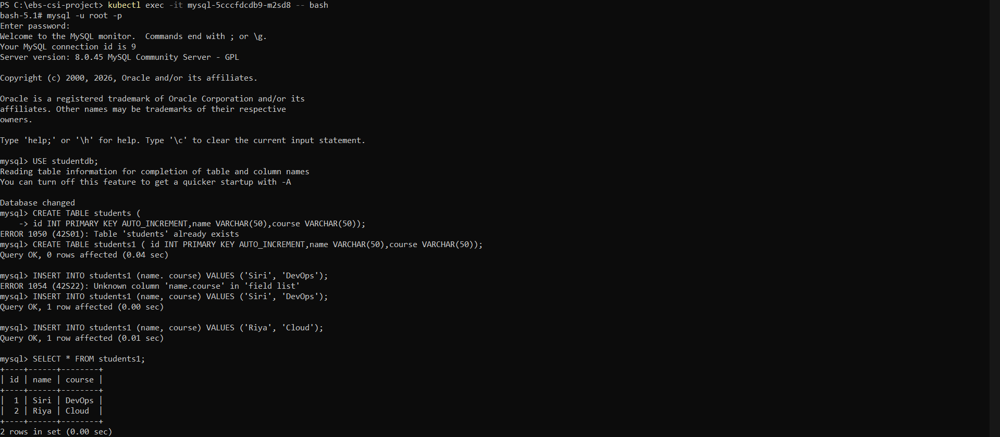 PS C:\ebs-csi-project> kubectl exec -it mysql-5cccfdcdb9-m2sd8 -- bash
bash-5.1# mysql -u root -p
Enter password:
Welcome to the MySQL monitor.  Commands end with ; or \g.
Your MySQL connection id is 9
Server version: 8.0.45 MySQL Community Server - GPL

Copyright (c) 2000, 2026, Oracle and/or its affiliates.

Oracle is a registered trademark of Oracle Corporation and/or its
affiliates. Other names may be trademarks of their respective
owners.

Type 'help;' or '\h' for help. Type '\c' to clear the current input statement.

mysql> USE studentdb;
Reading table information for completion of table and column names
You can turn off this feature to get a quicker startup with -A

Database changed
mysql> CREATE TABLE students (
    -> id INT PRIMARY KEY AUTO_INCREMENT,name VARCHAR(50),course VARCHAR(50));
ERROR 1050 (42S01): Table 'students' already exists
mysql> CREATE TABLE students1 ( id INT PRIMARY KEY AUTO_INCREMENT,name VARCHAR(50),course VARCHAR(50));
Query OK, 0 rows affected (0.04 sec)

mysql> INSERT INTO students1 (name. course) VALUES ('Siri', 'DevOps');
ERROR 1054 (42S22): Unknown column 'name.course' in 'field list'
mysql> INSERT INTO students1 (name, course) VALUES ('Siri', 'DevOps');
Query OK, 1 row affected (0.00 sec)

mysql> INSERT INTO students1 (name, course) VALUES ('Riya', 'Cloud');
Query OK, 1 row affected (0.01 sec)

mysql> SELECT * FROM students1;
+----+------+--------+
| id | name | course |
+----+------+--------+
|  1 | Siri | DevOps |
|  2 | Riya | Cloud  |
+----+------+--------+
2 rows in set (0.00 sec)